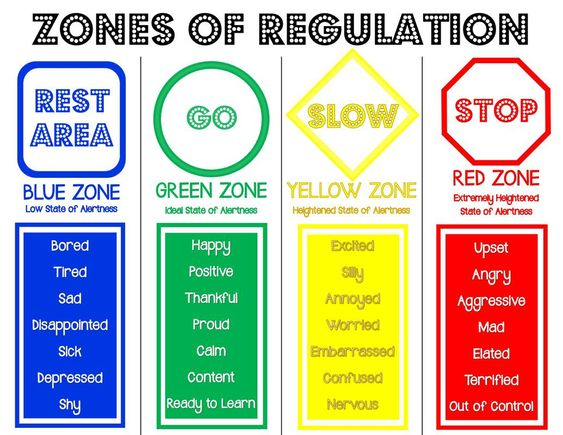 ZONES OF REGULATION
REST
AREA
BLUE ZONE
Low State of Alertness
Bored
Tired
Sad
Disappointed
Sick
Depressed
Shy
GO
GREEN ZONE
Ideal State of Alertness
Happy
Positive
Thankful
Proud
Calm
Content
Ready to Learn
SLOW
YELLOW ZONE
Heightened State of Alertness
Excited
Silly
Annoyed
Worried
Embarrassed
Confused
Nervous
STOP
RED ZONE
Extremely Heightened
State of Alertness
Upset
Angry
Aggressive
Mad
Elated
Terrified
Out of Control